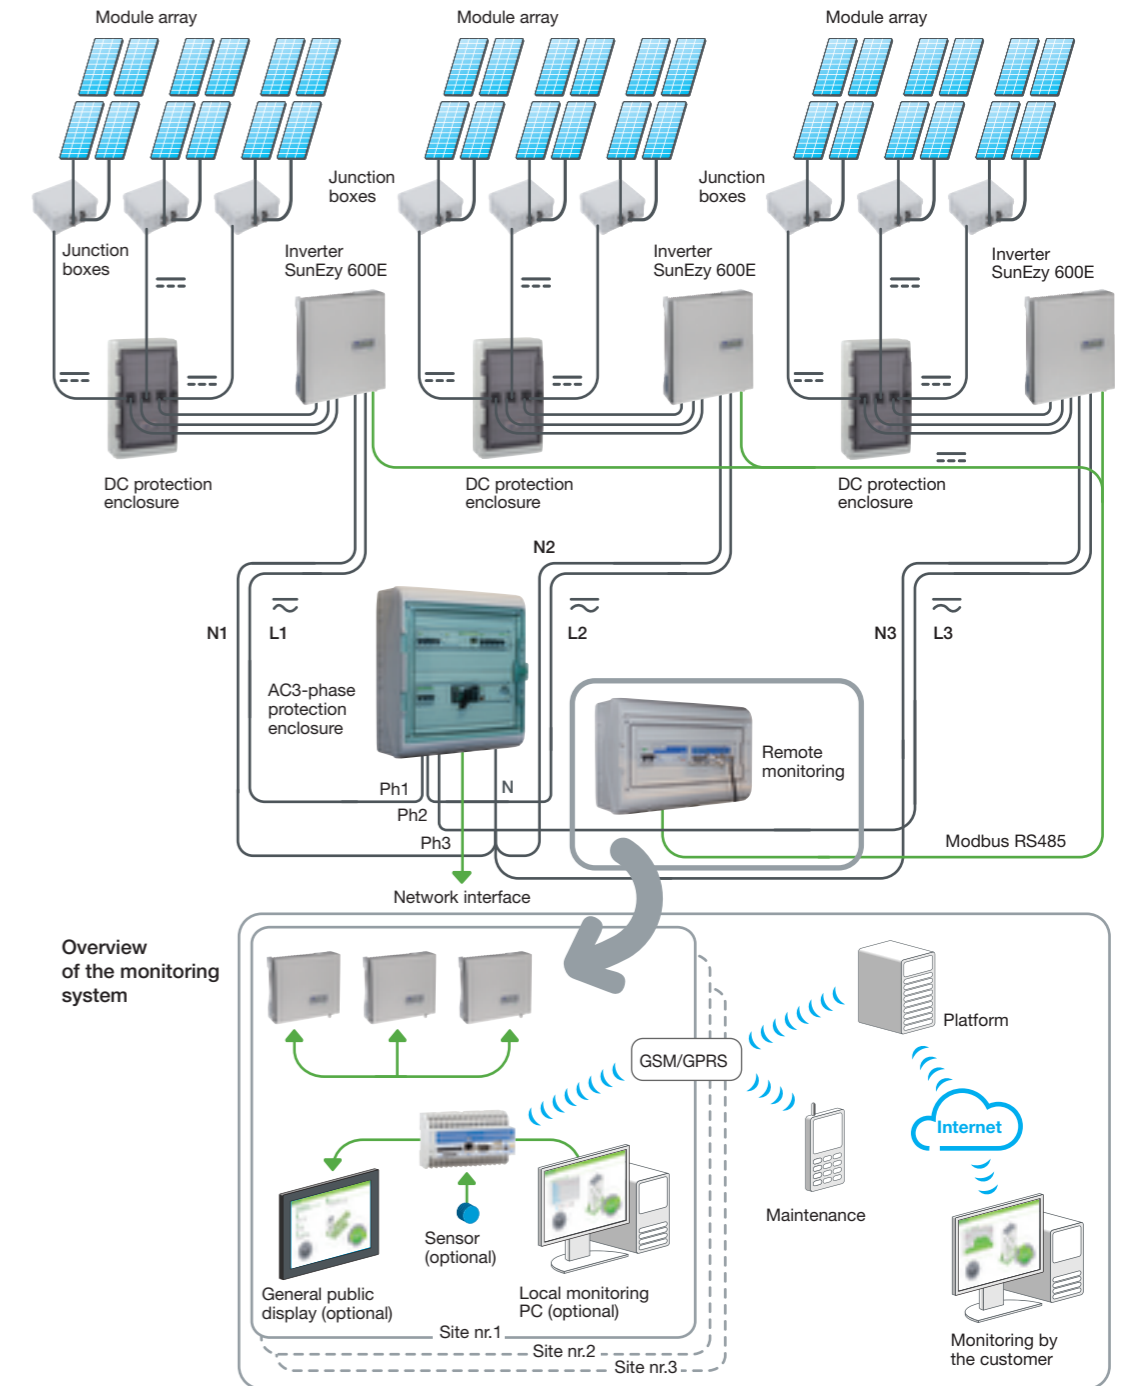 Module array
Module array
Module array
Junction
boxes
Junction
boxes
Junction
boxes
Inverter
SunEzy 600E
Inverter
SunEzy 600E
Inverter
SunEzy 600E
DC protection
enclosure
DC protection
enclosure
DC protection
enclosure
N2
N1
L1
L2
N3
L3
AC3-phase
protection
enclosure
Remote
monitoring
Ph1
N
Ph2
Ph3
Modbus RS485
Network interface
Overview
of the monitoring
system
Platform
GSM/GPRS
Internet
Maintenance
Sensor
(optional)
General public
display (optional)
Local monitoring
PC (optional)
Site nr.1
Site nr.2
Site nr.3
Monitoring by
the customer